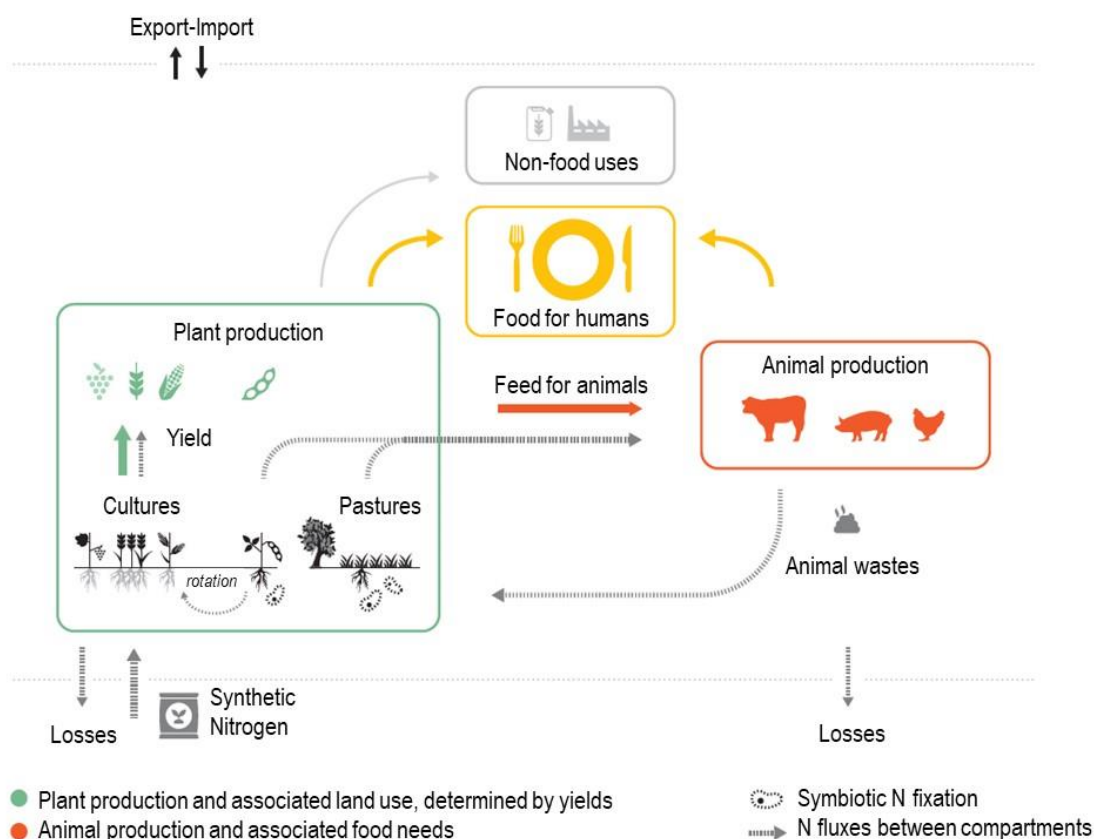 Export-Import
Non-food uses
Food for humans
Plant production
Feed for animals
Animal production
Yield
Cultures
Pastures
rotation
Animal wastes
Synthetic
Nitrogen
Losses
Losses
Plant production and associated land use, determined by yields
Animal production and associated food needs
Symbiotic N fixation
N fluxes between compartments